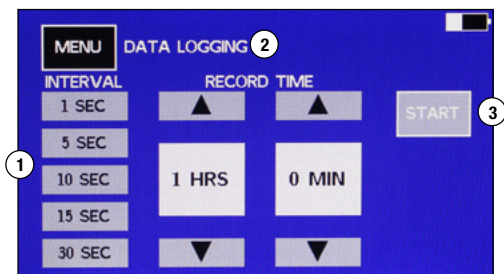 MENU DATA LOGGING 2
INTERVAL RECORD TIME
1 SEC
START 3
5 SEC
1
10 SEC 1 HRS 0 MIN
15 SEC
30 SEC